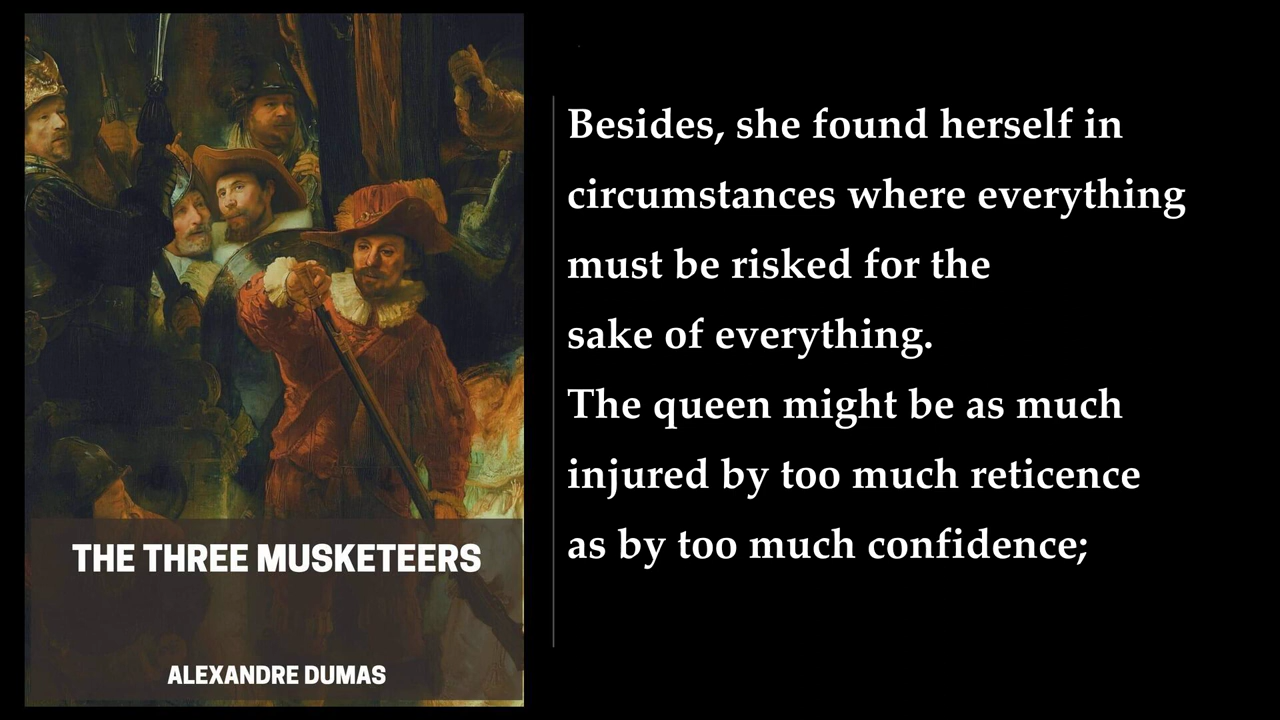 THE THREE MUSKETEERS
ALEXANDRE DUMAS
Besides, she found herself in
circumstances where everything
must be risked for the
sake of everything.
The queen might be as much
injured by too much reticence
as by too much confidence;